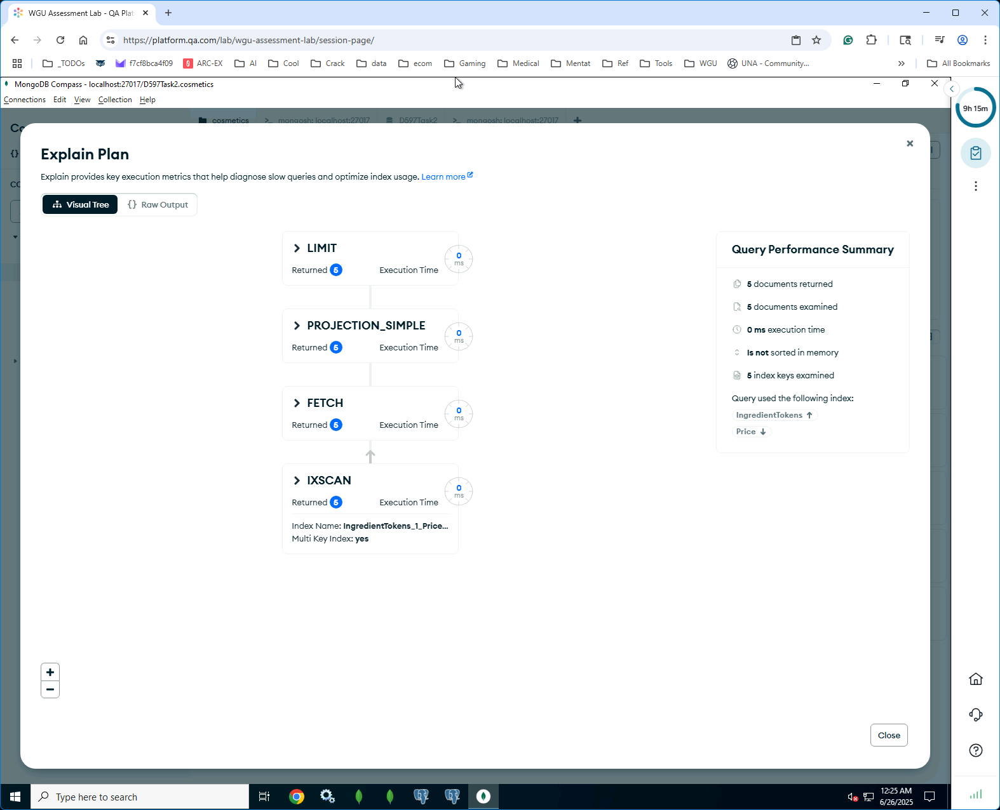 WGU Assessment Lab - QA Plat
https://platform.qa.com/lab/wgu-assessment-lab/session-page/
_TODOs
f7cf8bca4f09
ARC-EX
AI
Cool
Crack
data
ecom
Gaming
Medical
Mentat
Ref
Tools
WGU
UNA - Community...
All Bookmarks
MongoDB Compass - localhost:27017/D597Task2.cosmetics
Connections Edit View Collection Help
cosmetics
mongosh: localhost:27017
D597Task2
mongosh: localhost:27017
9h 15m
Explain Plan
Explain provides key execution metrics that help diagnose slow queries and optimize index usage. Learn more
Visual Tree
{} Raw Output
LIMIT
Returned 5 Execution Time 0 ms
PROJECTION_SIMPLE
Returned 5 Execution Time 0 ms
FETCH
Returned 5 Execution Time 0 ms
IXSCAN
Returned 5 Execution Time 0 ms
Index Name: IngredientTokens_1_Price...
Multi Key Index: yes
Query Performance Summary
5 documents returned
5 documents examined
0 ms execution time
Is not sorted in memory
5 index keys examined
Query used the following index:
IngredientTokens ↑
Price ↓
Close
Type here to search
12:25 AM
6/26/2025